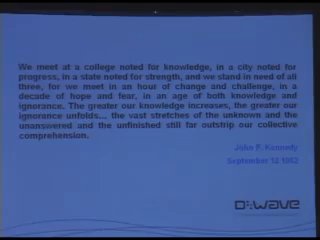 We meet at a college noted for knowledge, in a city noted for
progress, in a state noted for strength, and we stand in need of all
three, for we meet in an hour of change and challenge, in a
decade of hope and fear, in an age of both knowledge and
ignorance. The greater our knowledge increases, the greater our
ignorance unfolds... the vast stretches of the unknown and the
unanswered and the unfinished still far outstrip our collective
comprehension.
John F. Kennedy
September 12 1962
D:wave